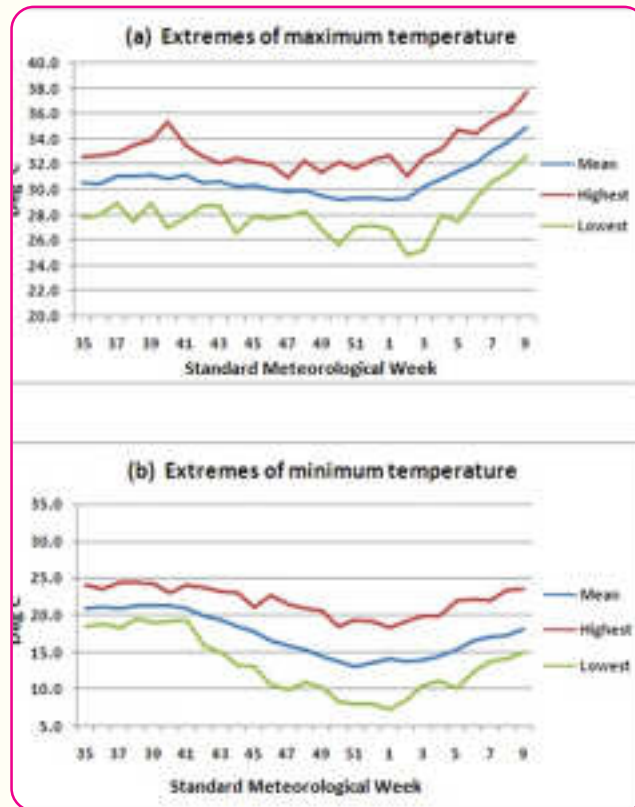 (a) Extremes of maximum temperature
40.0
38.0
36.0
34.0
32.0
30.0
28.0
26.0
24.0
22.0
20.0
Mean
Highest
Lowest
35 37 39 41 43 45 47 49 51 1 3 5 7 9
Standard Meteorological Week
(b) Extremes of minimum temperature
35.0
30.0
25.0
20.0
15.0
10.0
5.0
Mean
Highest
Lowest
35 37 39 41 43 45 47 49 51 1 3 5 7 9
Standard Meteorological Week